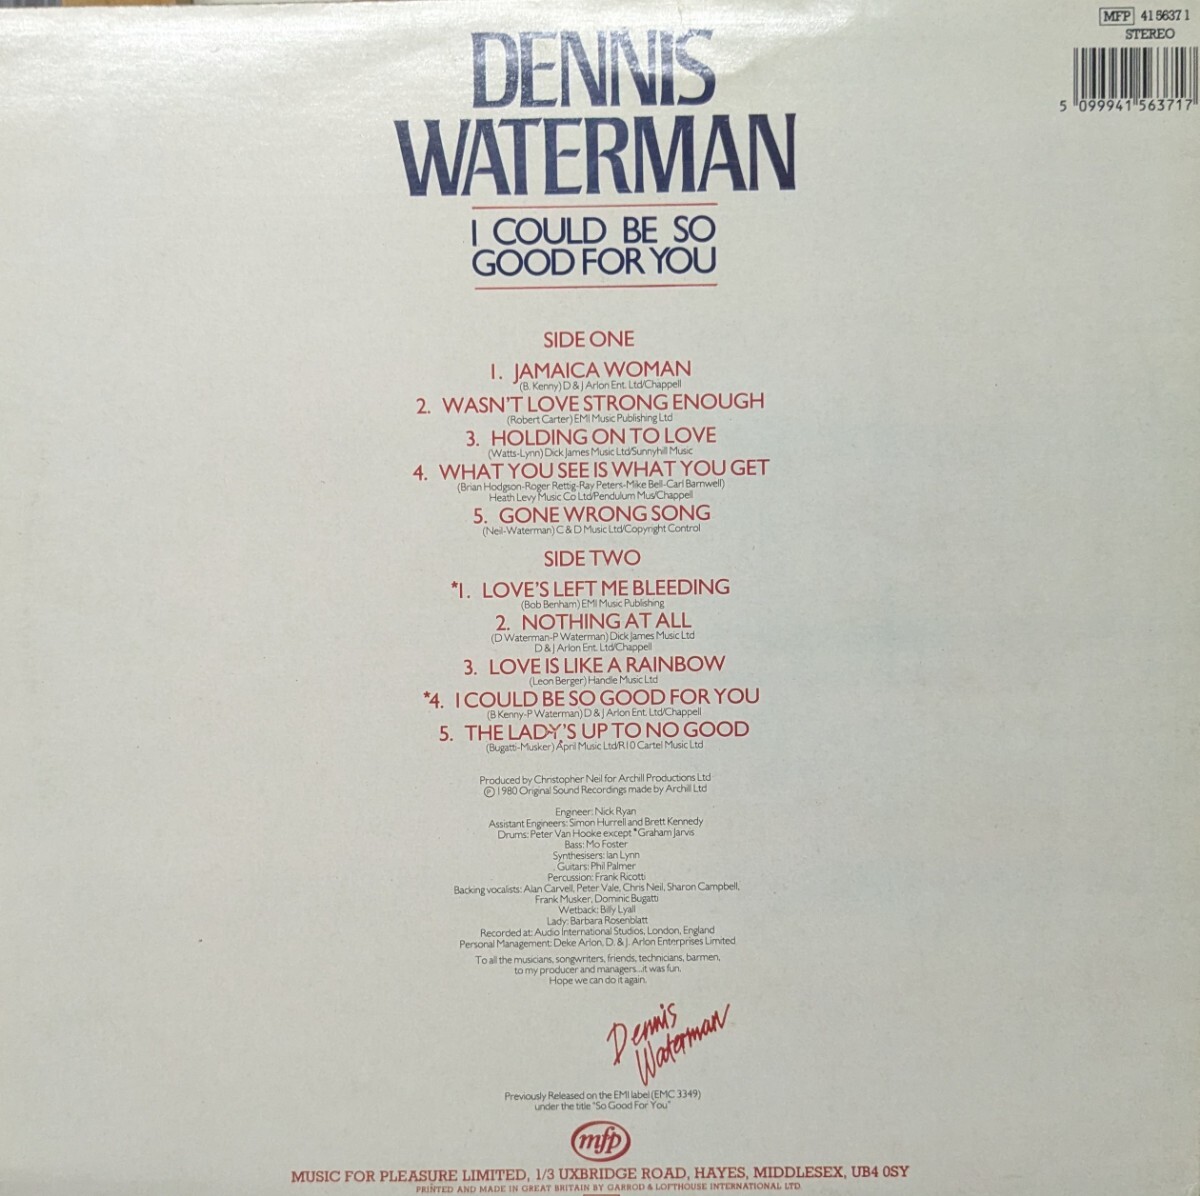 MFP 41 5637 1
STEREO
5 099941 563717
DENNIS
WATERMAN
I COULD BE SO
GOOD FOR YOU
SIDE ONE
1. JAMAICA WOMAN
(B. Kenny) D & J Arlon Ent. Ltd/Chappell
2. WASN'T LOVE STRONG ENOUGH
(Robert Carter) EMI Music Publishing Ltd
3. HOLDING ON TO LOVE
(Watts-Lynn) Dick James Music Ltd/Sunnyhill Music
4. WHAT YOU SEE IS WHAT YOU GET
(Brian Hodgson-Roger Rettig-Ray Peters-Mike Bell-Carl Barnwell)
Heath Levy Music Co Ltd/Pendulum Mus/Chappell
5. GONE WRONG SONG
(Neil-Waterman) C & D Music Ltd/Copyright Control
SIDE TWO
*1. LOVE'S LEFT ME BLEEDING
(Bob Benham) EMI Music Publishing
2. NOTHING AT ALL
(D Waterman-P Waterman) Dick James Music Ltd
D & J Arlon Ent. Ltd/Chappell
3. LOVE IS LIKE A RAINBOW
(Leon Berger) Handle Music Ltd
*4. I COULD BE SO GOOD FOR YOU
(B Kenny-P Waterman) D & J Arlon Ent. Ltd/Chappell
5. THE LADY'S UP TO NO GOOD
(Bugatti-Musker) April Music Ltd/R10 Cartel Music Ltd
Produced by Christopher Neil for Archill Productions Ltd
Ⓟ 1980 Original Sound Recordings made by Archill Ltd
Engineer: Nick Ryan
Assistant Engineers: Simon Hurrell and Brett Kennedy
Drums: Peter Van Hooke except *Graham Jarvis
Bass: Mo Foster
Synthesisers: Ian Lynn
Guitars: Phil Palmer
Percussion: Frank Ricotti
Backing vocalists: Alan Carvell, Peter Vale, Chris Neil, Sharon Campbell,
Frank Musker, Dominic Bugatti
Wetback: Billy Lyall
Lady: Barbara Rosenblatt
Recorded at: Audio International Studios, London, England
Personal Management: Deke Arlon, D. & J. Arlon Enterprises Limited
To all the musicians, songwriters, friends, technicians, barmen,
to my producer and managers...it was fun.
Hope we can do it again.
Dennis
Waterman
Previously Released on the EMI label (EMC 3349)
under the title "So Good For You"
mfp
MUSIC FOR PLEASURE LIMITED, 1/3 UXBRIDGE ROAD, HAYES, MIDDLESEX, UB4 0SY
PRINTED AND MADE IN GREAT BRITAIN BY GARROD & LOFTHOUSE INTERNATIONAL LTD.